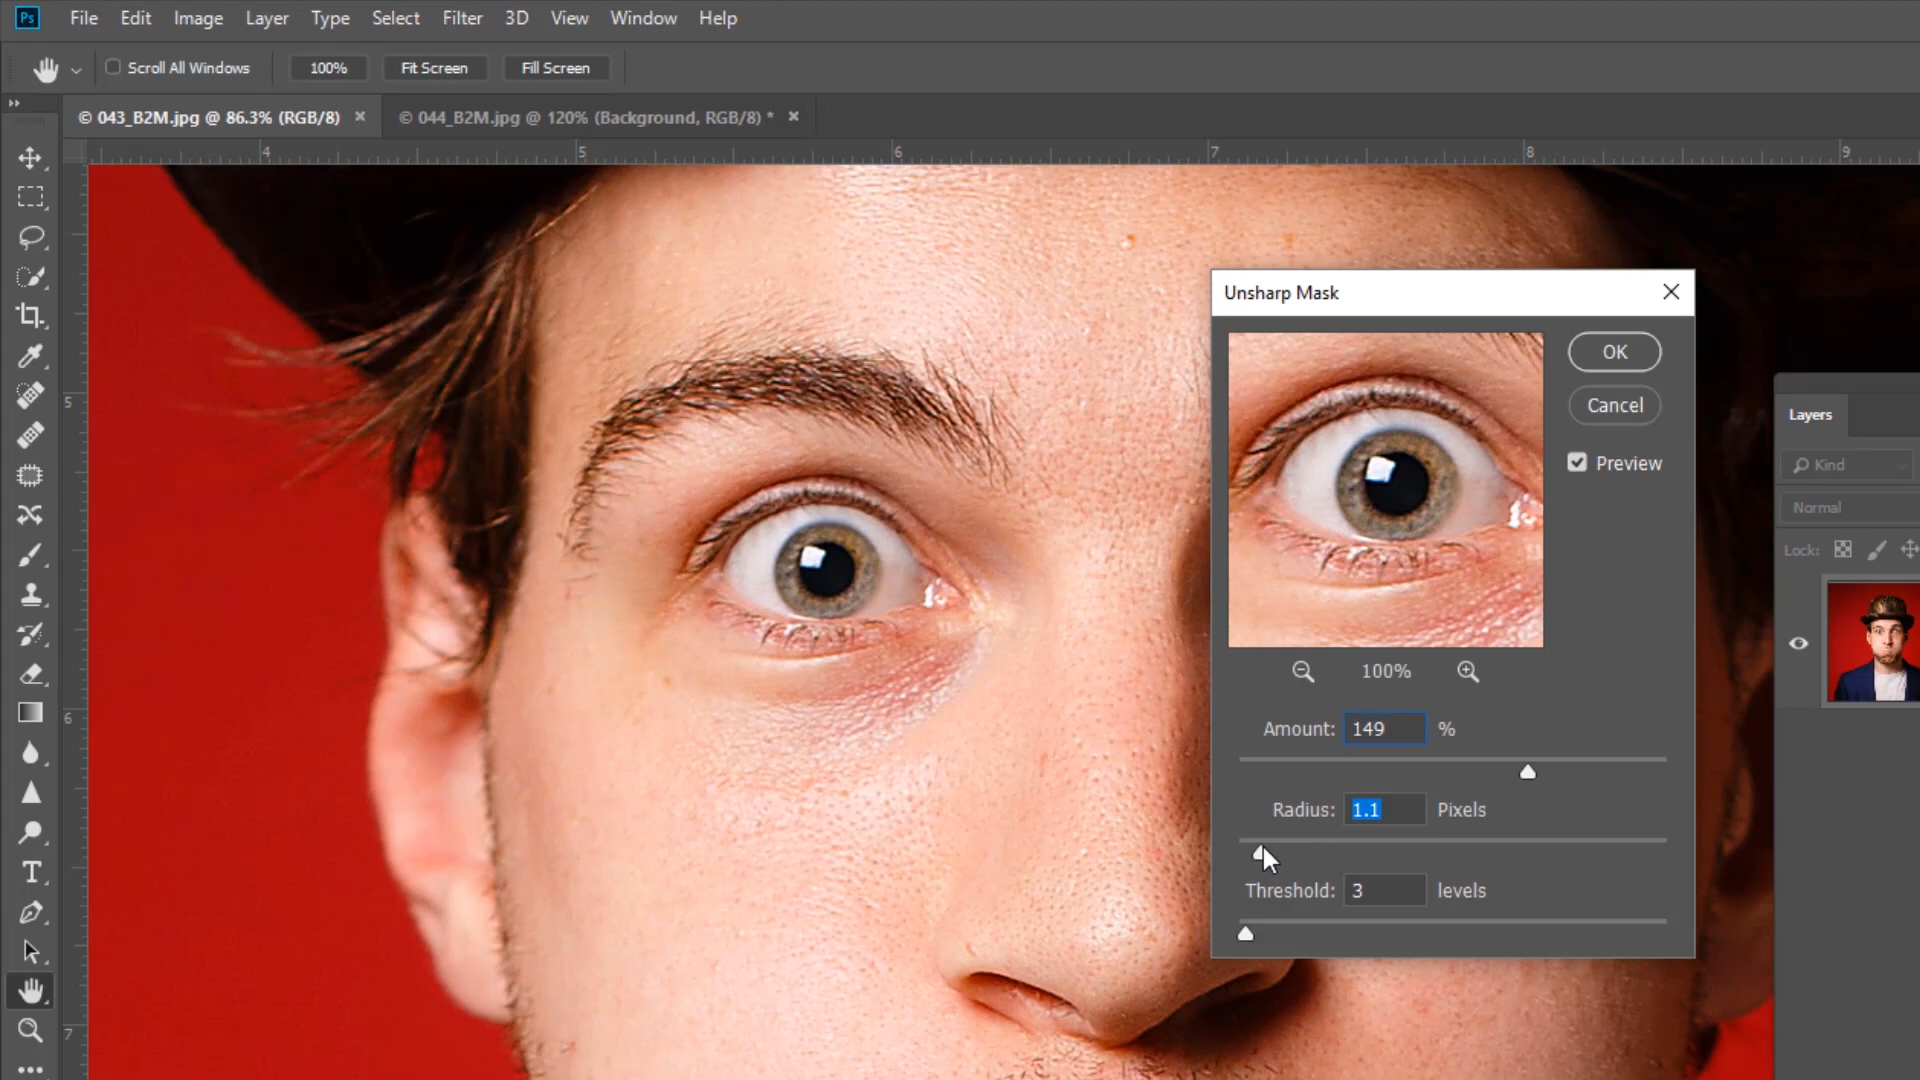 Ps File Edit Image Layer Type Select Filter 3D View Window Help
Scroll All Windows 100% Fit Screen Fill Screen
© 043_B2M.jpg @ 86.3% (RGB/8) × © 044_B2M.jpg @ 120% (Background, RGB/8) * ×
4 5 6 7 8 9
5
6
7
Unsharp Mask
OK
Cancel
Preview
100%
Amount: 149 %
Radius: 1.1 Pixels
Threshold: 3 levels
Layers
Kind
Normal
Lock: